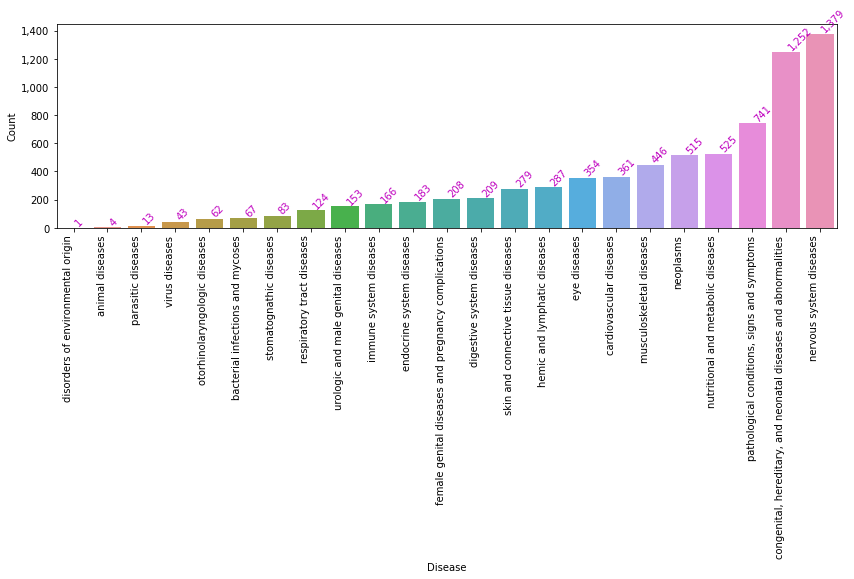 1,400
1,200
1,000
800
600
400
200
0
Count
1
4
13
43
62
67
83
124
153
166
183
208
209
279
287
354
361
446
515
525
741
1,252
1,379
disorders of environmental origin
animal diseases
parasitic diseases
virus diseases
otorhinolaryngologic diseases
bacterial infections and mycoses
stomatognathic diseases
respiratory tract diseases
urologic and male genital diseases
immune system diseases
endocrine system diseases
female genital diseases and pregnancy complications
digestive system diseases
skin and connective tissue diseases
hemic and lymphatic diseases
eye diseases
cardiovascular diseases
musculoskeletal diseases
neoplasms
nutritional and metabolic diseases
pathological conditions, signs and symptoms
congenital, hereditary, and neonatal diseases and abnormalities
nervous system diseases
Disease